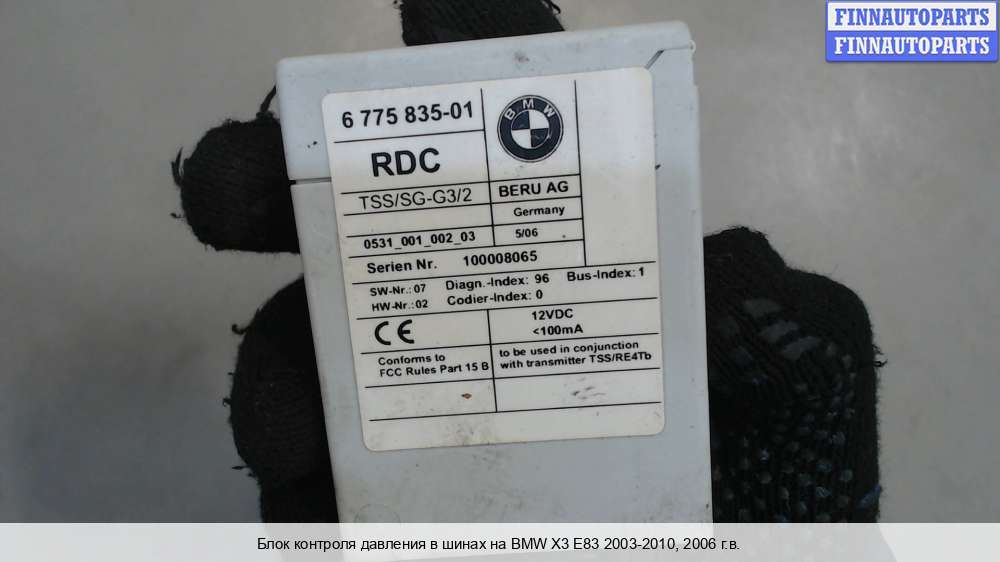 FINNAUTOPARTS
FINNAUTOPARTS
6 775 835-01
BMW
RDC
TSS/SG-G3/2
BERU AG
Germany
0531_001_002_03
5/06
Serien Nr. 100008065
SW-Nr.: 07 Diagn.-Index: 96 Bus-Index: 1
HW-Nr.: 02 Codier-Index: 0
CE
12VDC
<100mA
Conforms to
FCC Rules Part 15 B
to be used in conjunction
with transmitter TSS/RE4Tb
Блок контроля давления в шинах на BMW X3 E83 2003-2010, 2006 г.в.